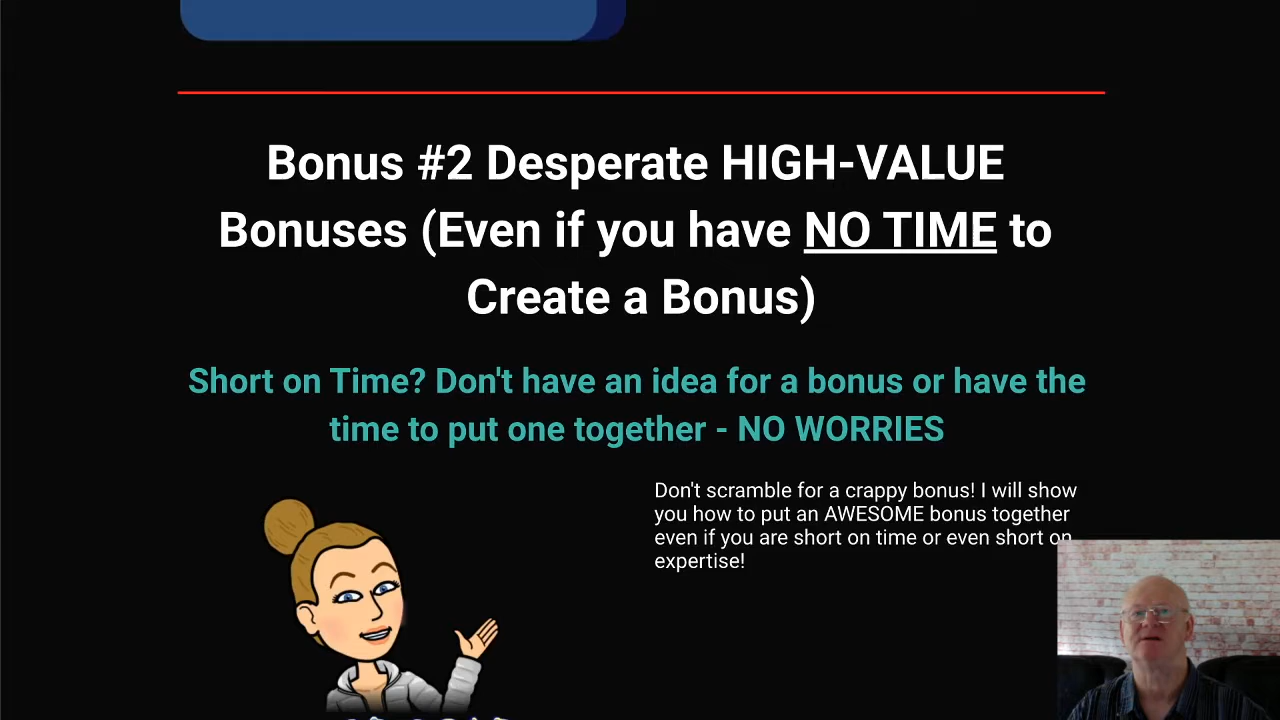 Bonus #2 Desperate HIGH-VALUE
Bonuses (Even if you have NO TIME to
Create a Bonus)
Short on Time? Don't have an idea for a bonus or have the
time to put one together - NO WORRIES
Don't scramble for a crappy bonus! I will show
you how to put an AWESOME bonus together
even if you are short on time or even short on
expertise!